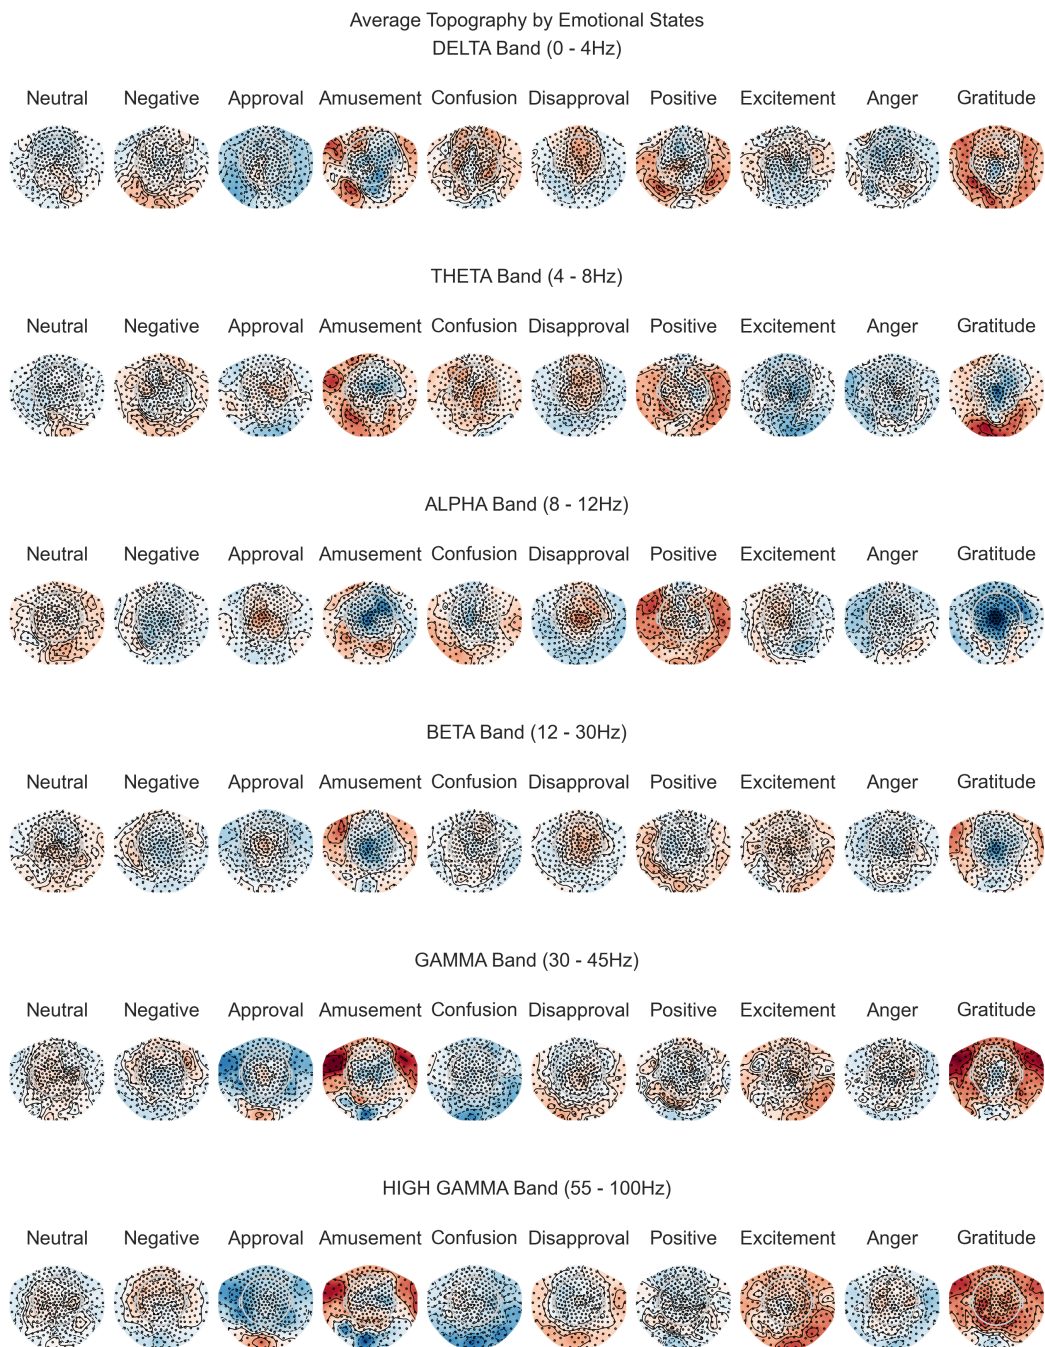 Average Topography by Emotional States
DELTA Band (0 - 4Hz)
Neutral Negative Approval Amusement Confusion Disapproval Positive Excitement Anger Gratitude
THETA Band (4 - 8Hz)
Neutral Negative Approval Amusement Confusion Disapproval Positive Excitement Anger Gratitude
ALPHA Band (8 - 12Hz)
Neutral Negative Approval Amusement Confusion Disapproval Positive Excitement Anger Gratitude
BETA Band (12 - 30Hz)
Neutral Negative Approval Amusement Confusion Disapproval Positive Excitement Anger Gratitude
GAMMA Band (30 - 45Hz)
Neutral Negative Approval Amusement Confusion Disapproval Positive Excitement Anger Gratitude
HIGH GAMMA Band (55 - 100Hz)
Neutral Negative Approval Amusement Confusion Disapproval Positive Excitement Anger Gratitude